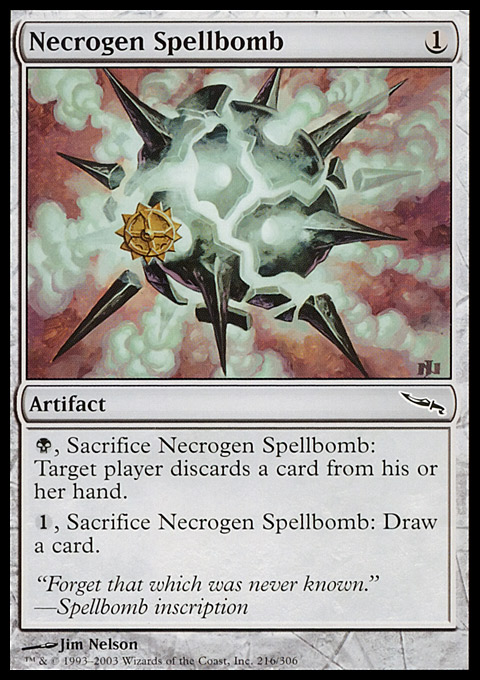 Necrogen Spellbomb 1
Artifact
, Sacrifice Necrogen Spellbomb:
Target player discards a card from his or
her hand.
1, Sacrifice Necrogen Spellbomb: Draw
a card.
“Forget that which was never known.”
—Spellbomb inscription
Jim Nelson
™ & © 1993–2003 Wizards of the Coast, Inc. 216/306